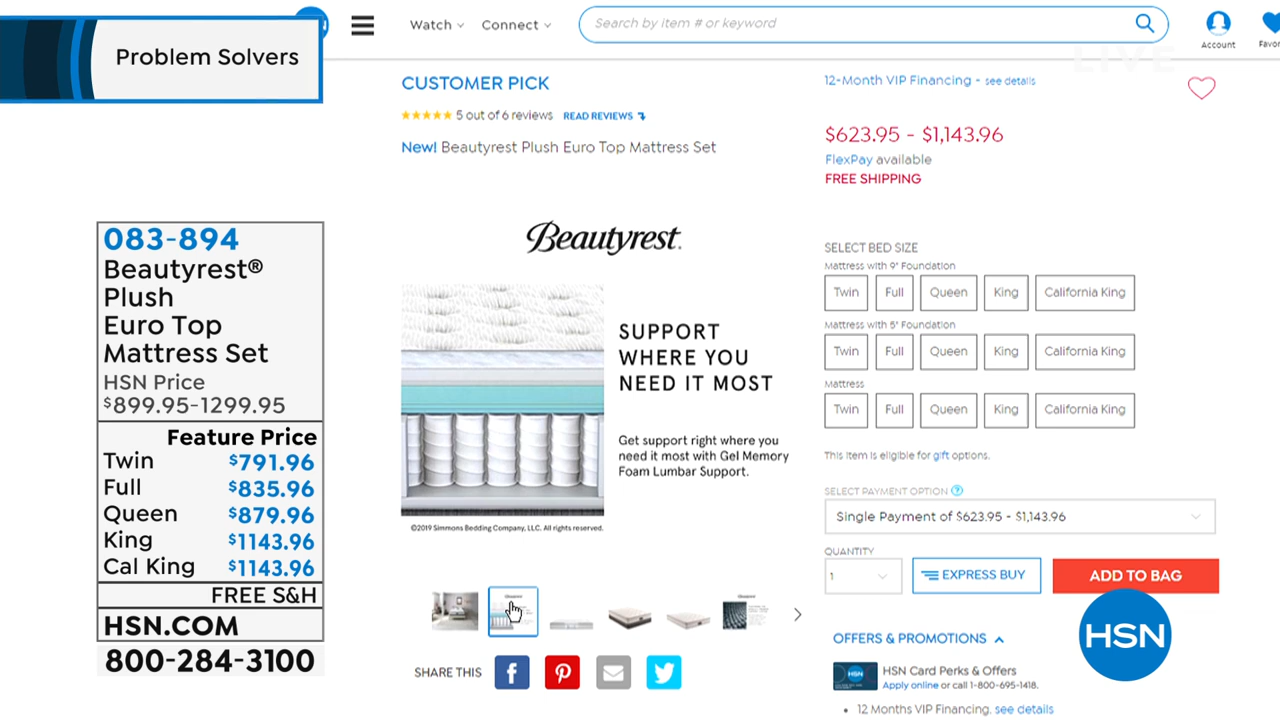 Problem Solvers
Watch
Connect
Search by item # or keyword
Account
LIVE
083-894
Beautyrest®
Plush
Euro Top
Mattress Set
HSN Price
$899.95-1299.95
Feature Price
Twin $791.96
Full $835.96
Queen $879.96
King $1143.96
Cal King $1143.96
FREE S&H
HSN.COM
800-284-3100
CUSTOMER PICK
5 out of 6 reviews READ REVIEWS
New! Beautyrest Plush Euro Top Mattress Set
Beautyrest.
SUPPORT
WHERE YOU
NEED IT MOST
Get support right where you
need it most with Gel Memory
Foam Lumbar Support.
©2019 Simmons Bedding Company, LLC. All rights reserved.
SHARE THIS
12-Month VIP Financing - see details
$623.95 - $1,143.96
FlexPay available
FREE SHIPPING
SELECT BED SIZE
Mattress with 9" Foundation
Twin Full Queen King California King
Mattress with 5" Foundation
Twin Full Queen King California King
Mattress
Twin Full Queen King California King
This item is eligible for gift options.
SELECT PAYMENT OPTION ?
Single Payment of $623.95 - $1,143.96
QUANTITY
1
EXPRESS BUY
ADD TO BAG
OFFERS & PROMOTIONS
HSN
HSN Card Perks & Offers
Apply online or call 1-800-695-1418.
• 12 Months VIP Financing. see details